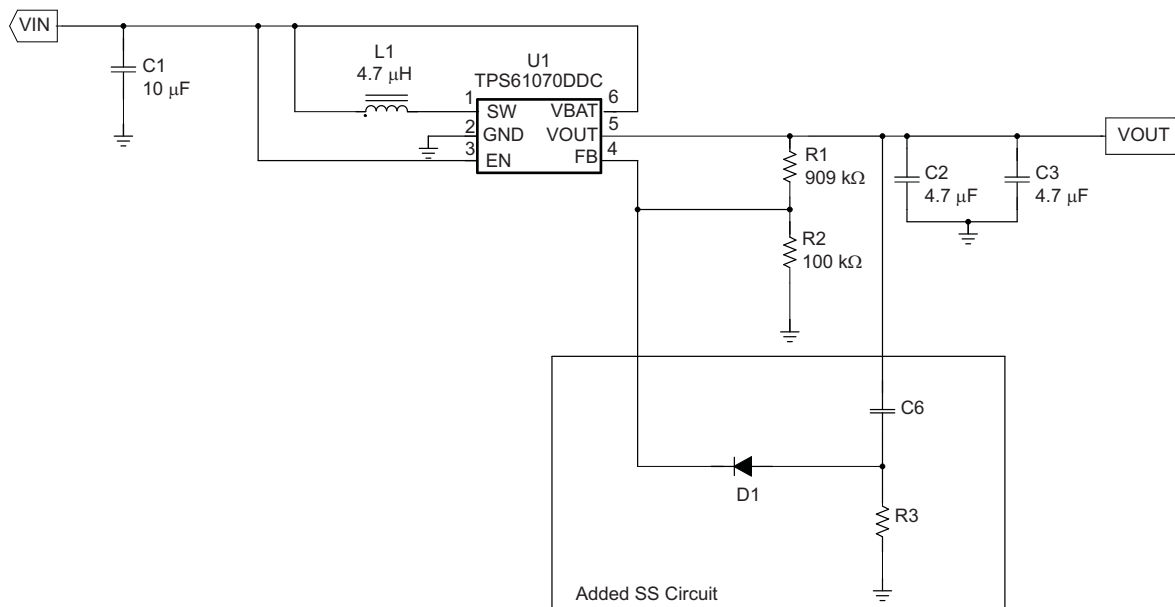 VIN
C1
10 μF
L1
4.7 μH
U1
TPS61070DDC
1
SW
VBAT
6
2
GND
VOUT
5
3
EN
FB
4
R1
909 kΩ
R2
100 kΩ
C2
4.7 μF
C3
4.7 μF
VOUT
C6
D1
R3
Added SS Circuit